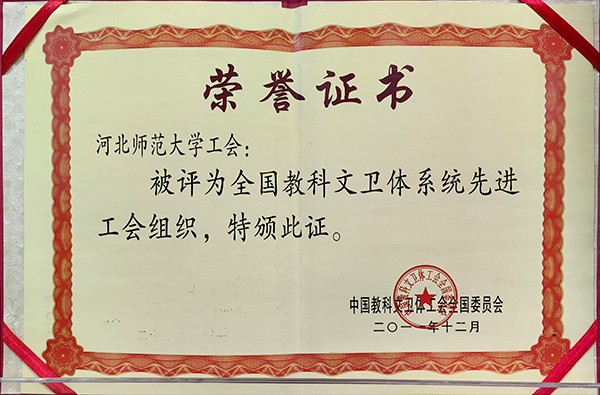 荣誉证书
河北师范大学工会：
被评为全国教科文卫体系统先进
工会组织，特颁此证。
中国教科文卫体工会全国委员会
二〇一一年十二月